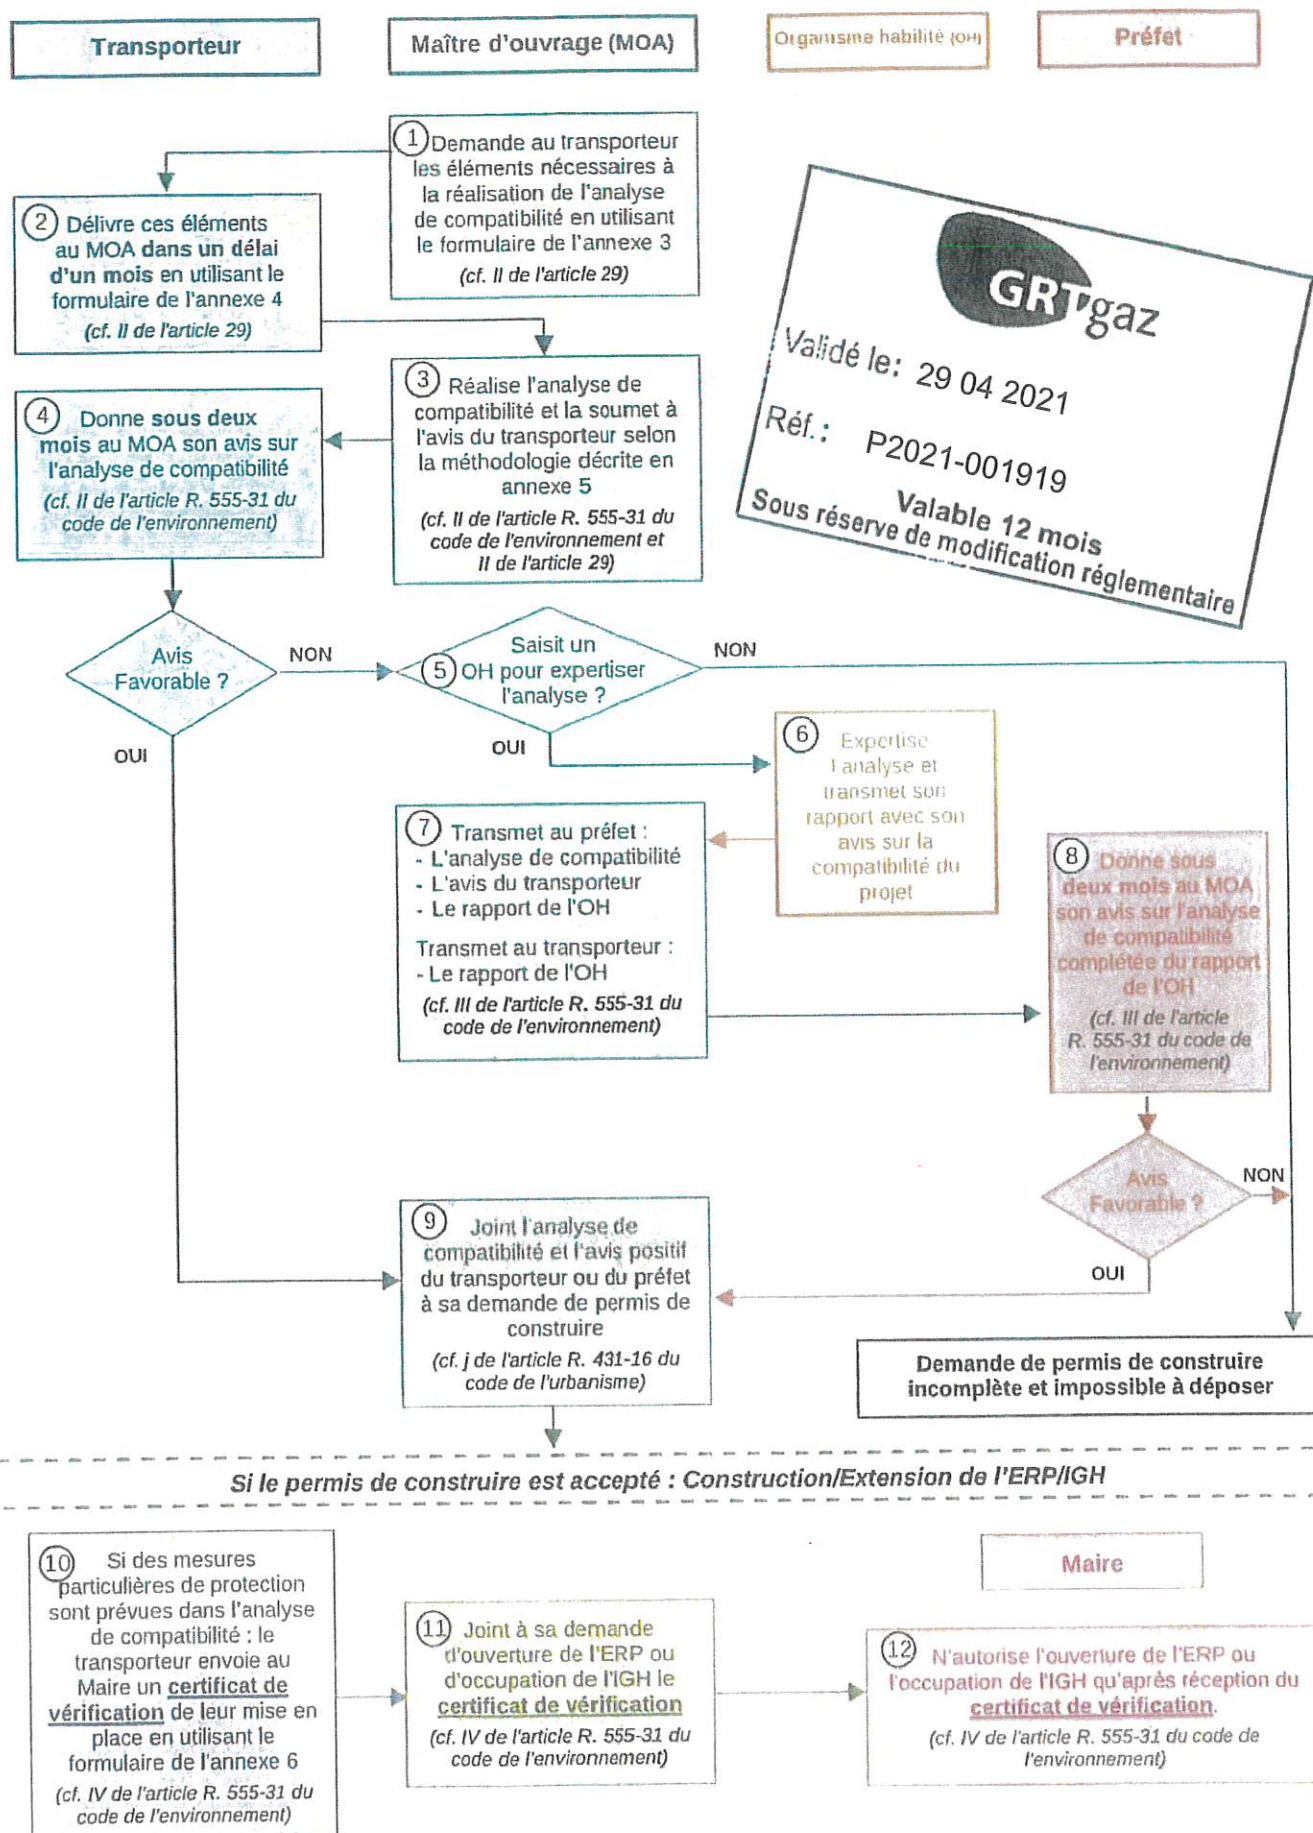 Transporteur
Maître d'ouvrage (MOA)
Organisme habilité (OH)
Préfet
1 Demande au transporteur
les éléments nécessaires à
la réalisation de l'analyse
de compatibilité en utilisant
le formulaire de l'annexe 3
(cf. II de l'article 29)
2 Délivre ces éléments
au MOA dans un délai
d'un mois en utilisant le
formulaire de l'annexe 4
(cf. II de l'article 29)
GRTgaz
Validé le: 29 04 2021
Réf.: P2021-001919
Valable 12 mois
Sous réserve de modification réglementaire
3 Réalise l'analyse de
compatibilité et la soumet à
l'avis du transporteur selon
la méthodologie décrite en
annexe 5
(cf. II de l'article R. 555-31 du
code de l'environnement et
II de l'article 29)
4 Donne sous deux
mois au MOA son avis sur
l'analyse de compatibilité
(cf. II de l'article R. 555-31 du
code de l'environnement)
Avis
Favorable ?
NON
OUI
Saisit un
5 OH pour expertiser
l'analyse ?
NON
OUI
6 Expertise
l'analyse et
transmet son
rapport avec son
avis sur la
compatibilité du
projet
7 Transmet au préfet :
- L'analyse de compatibilité
- L'avis du transporteur
- Le rapport de l'OH
Transmet au transporteur :
- Le rapport de l'OH
(cf. III de l'article R. 555-31 du
code de l'environnement)
8 Donne sous
deux mois au MOA
son avis sur l'analyse
de compatibilité
complétée du rapport
de l'OH
(cf. III de l'article
R. 555-31 du code de
l'environnement)
Avis
Favorable ?
NON
OUI
9 Joint l'analyse de
compatibilité et l'avis positif
du transporteur ou du préfet
à sa demande de permis de
construire
(cf. j de l'article R. 431-16 du
code de l'urbanisme)
Demande de permis de construire
incomplète et impossible à déposer
Si le permis de construire est accepté : Construction/Extension de l'ERP/IGH
10 Si des mesures
particulières de protection
sont prévues dans l'analyse
de compatibilité : le
transporteur envoie au
Maire un certificat de
vérification de leur mise en
place en utilisant le
formulaire de l'annexe 6
(cf. IV de l'article R. 555-31 du
code de l'environnement)
11 Joint à sa demande
d'ouverture de l'ERP ou
d'occupation de l'IGH le
certificat de vérification
(cf. IV de l'article R. 555-31 du
code de l'environnement)
Maire
12 N'autorise l'ouverture de l'ERP ou
l'occupation de l'IGH qu'après réception du
certificat de vérification.
(cf. IV de l'article R. 555-31 du code de
l'environnement)